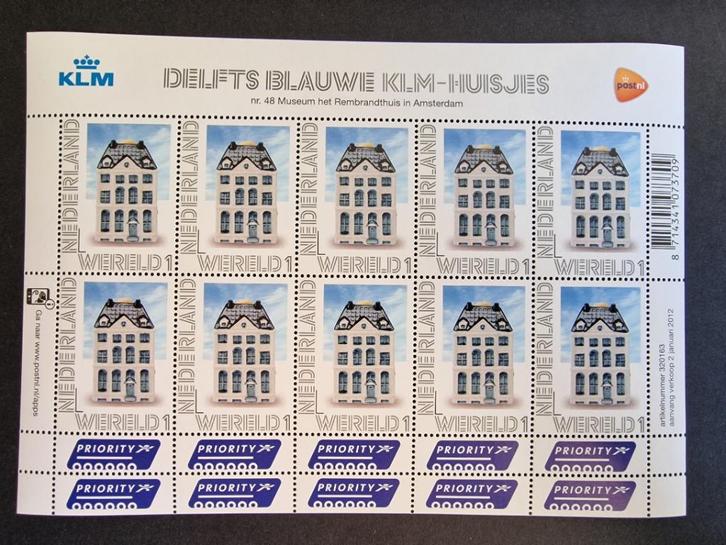 KLM
DELFTS BLAUWE KLM-HUISJES
postnl
nr. 48 Museum het Rembrandthuis in Amsterdam
NEDERLAND WERELD 1
NEDERLAND WERELD 1
NEDERLAND WERELD 1
NEDERLAND WERELD 1
NEDERLAND WERELD 1
8 714341 073709
NEDERLAND WERELD 1
NEDERLAND WERELD 1
NEDERLAND WERELD 1
NEDERLAND WERELD 1
NEDERLAND WERELD 1
Ga naar www.postnl.nl/apps
artikelnummer 320163
aanvang verkoop 2 januari 2012
PRIORITY PRIORITY PRIORITY PRIORITY PRIORITY
PRIORITY PRIORITY PRIORITY PRIORITY PRIORITY